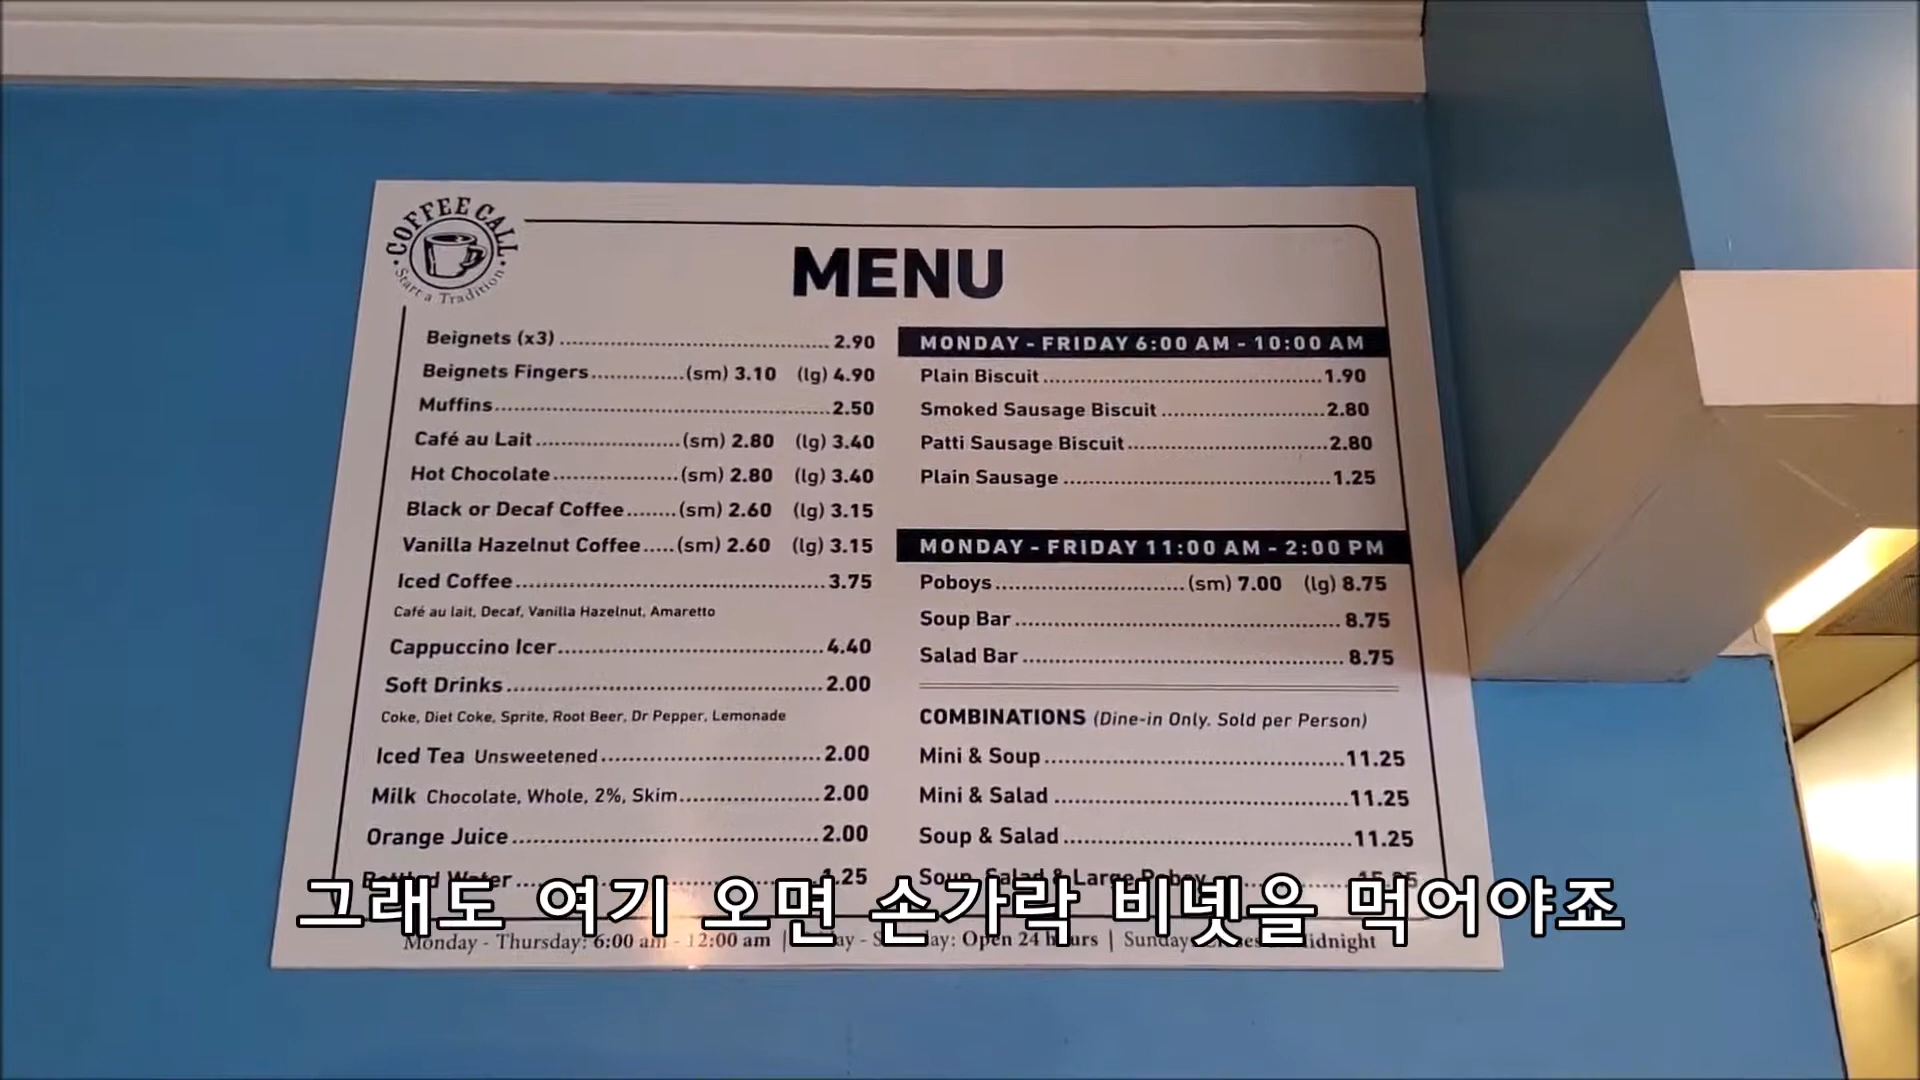 COFFEE CALL
Start a Tradition
MENU
Beignets (x3) 2.90
Beignets Fingers (sm) 3.10 (lg) 4.90
Muffins 2.50
Café au Lait (sm) 2.80 (lg) 3.40
Hot Chocolate (sm) 2.80 (lg) 3.40
Black or Decaf Coffee (sm) 2.60 (lg) 3.15
Vanilla Hazelnut Coffee (sm) 2.60 (lg) 3.15
Iced Coffee 3.75
Café au lait, Decaf, Vanilla Hazelnut, Amaretto
Cappuccino Icer 4.40
Soft Drinks 2.00
Coke, Diet Coke, Sprite, Root Beer, Dr Pepper, Lemonade
Iced Tea Unsweetened 2.00
Milk Chocolate, Whole, 2%, Skim 2.00
Orange Juice 2.00
Bottled Water 1.25
MONDAY - FRIDAY 6:00 AM - 10:00 AM
Plain Biscuit 1.90
Smoked Sausage Biscuit 2.80
Patti Sausage Biscuit 2.80
Plain Sausage 1.25
MONDAY - FRIDAY 11:00 AM - 2:00 PM
Poboys (sm) 7.00 (lg) 8.75
Soup Bar 8.75
Salad Bar 8.75
COMBINATIONS (Dine-in Only. Sold per Person)
Mini & Soup 11.25
Mini & Salad 11.25
Soup & Salad 11.25
Soup, Salad & Large Poboy
Monday - Thursday: 6:00 am - 12:00 am | Open 24 hours | Sunday: Midnight
그래도 여기 오면 손가락 비넷을 먹어야죠